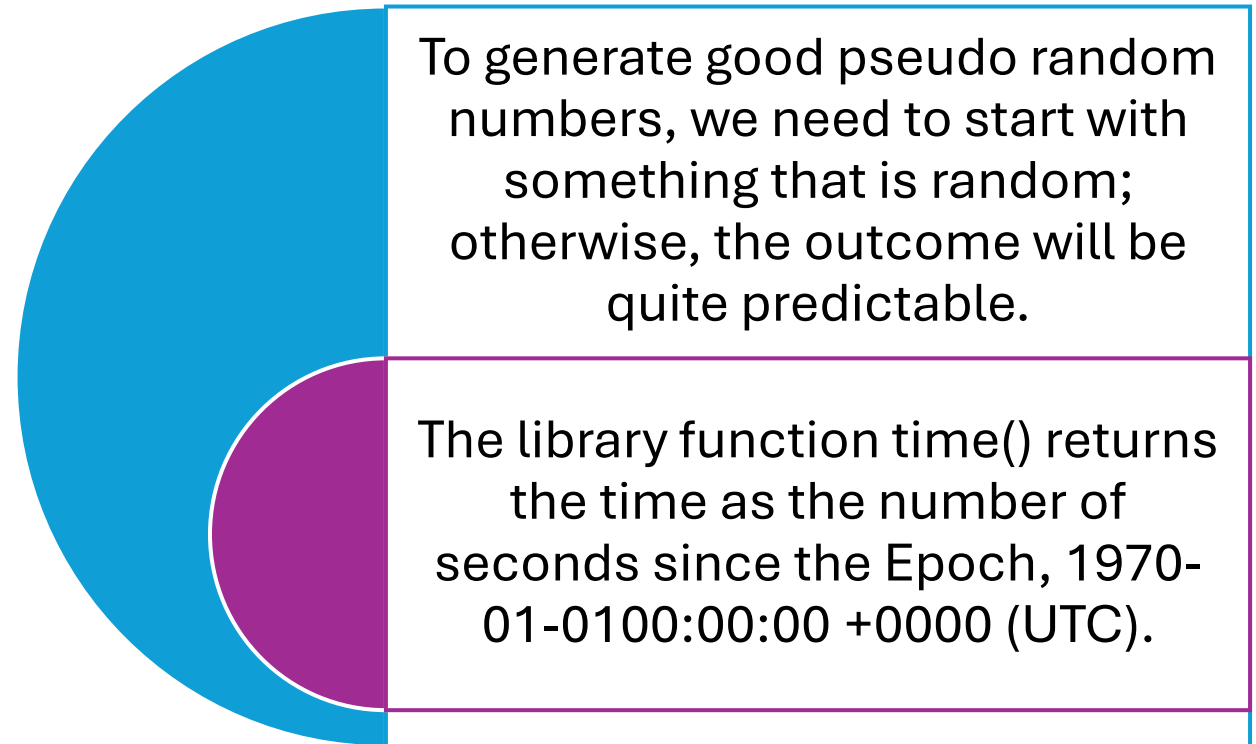 To generate good pseudo random
numbers, we need to start with
something that is random;
otherwise, the outcome will be
quite predictable.
The library function time() returns
the time as the number of
seconds since the Epoch, 1970-
01-0100:00:00 +0000 (UTC).